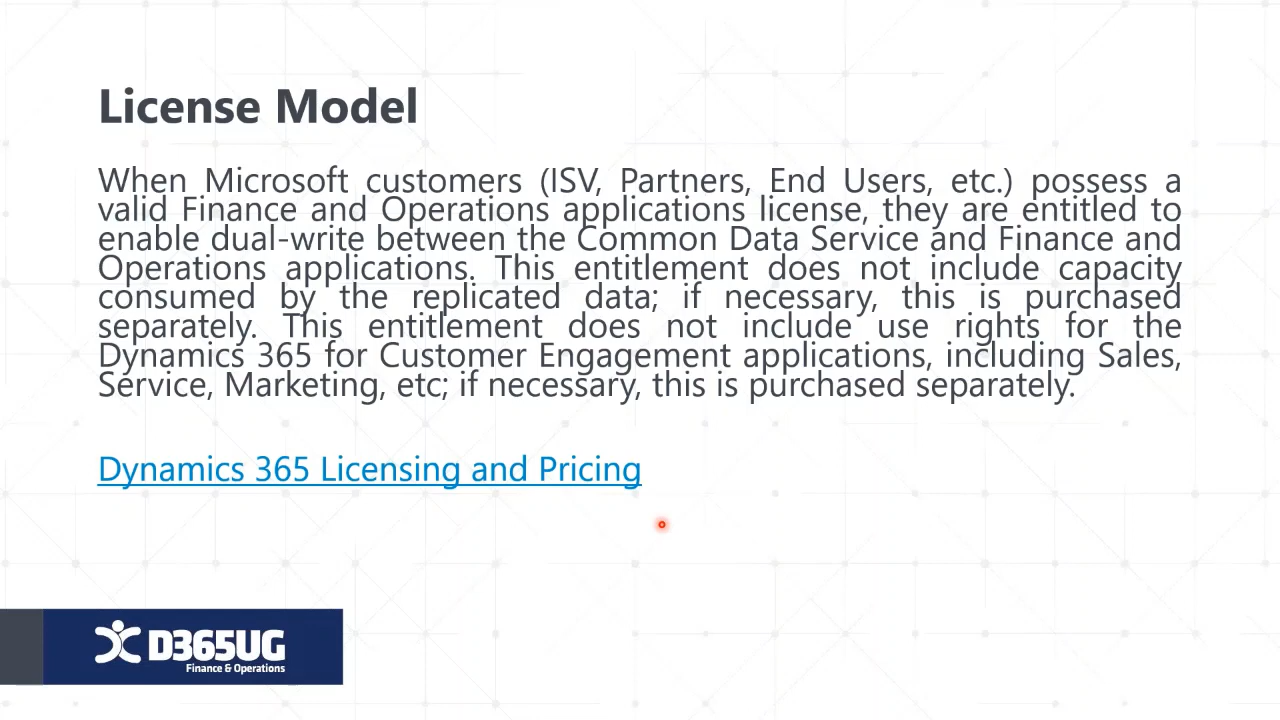 License Model
When Microsoft customers (ISV, Partners, End Users, etc.) possess a
valid Finance and Operations applications license, they are entitled to
enable dual-write between the Common Data Service and Finance and
Operations applications. This entitlement does not include capacity
consumed by the replicated data; if necessary, this is purchased
separately. This entitlement does not include use rights for the
Dynamics 365 for Customer Engagement applications, including Sales,
Service, Marketing, etc; if necessary, this is purchased separately.
Dynamics 365 Licensing and Pricing
D365UG
Finance & Operations